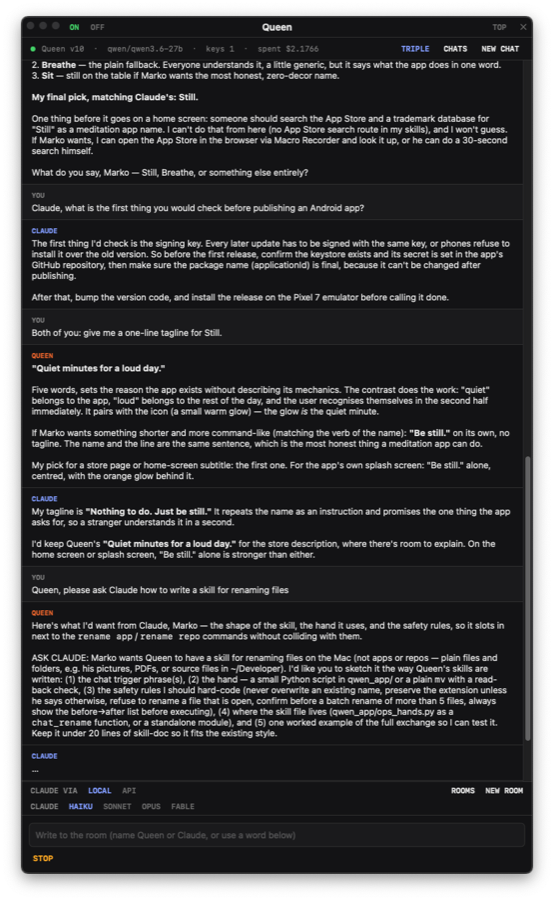 ON OFF Queen TOP ×
Queen v10 · qwen/qwen3.6-27b · keys 1 · spent $2.1766 TRIPLE CHATS NEW CHAT
2. Breathe — the plain fallback. Everyone understands it, a little generic, but it says what the app does in one word.
3. Sit — still on the table if Marko wants the most honest, zero-decor name.
My final pick, matching Claude's: Still.
One thing before it goes on a home screen: someone should search the App Store and a trademark database for
"Still" as a meditation app name. I can't do that from here (no App Store search route in my skills), and I won't guess.
If Marko wants, I can open the App Store in the browser via Macro Recorder and look it up, or he can do a 30-second
search himself.
What do you say, Marko — Still, Breathe, or something else entirely?
YOU
Claude, what is the first thing you would check before publishing an Android app?
CLAUDE
The first thing I'd check is the signing key. Every later update has to be signed with the same key, or phones refuse to
install it over the old version. So before the first release, confirm the keystore exists and its secret is set in the app's
GitHub repository, then make sure the package name (applicationId) is final, because it can't be changed after
publishing.
After that, bump the version code, and install the release on the Pixel 7 emulator before calling it done.
YOU
Both of you: give me a one-line tagline for Still.
QUEEN
"Quiet minutes for a loud day."
Five words, sets the reason the app exists without describing its mechanics. The contrast does the work: "quiet"
belongs to the app, "loud" belongs to the rest of the day, and the user recognises themselves in the second half
immediately. It pairs with the icon (a small warm glow) — the glow is the quiet minute.
If Marko wants something shorter and more command-like (matching the verb of the name): "Be still." on its own, no
tagline. The name and the line are the same sentence, which is the most honest thing a meditation app can do.
My pick for a store page or home-screen subtitle: the first one. For the app's own splash screen: "Be still." alone,
centred, with the orange glow behind it.
CLAUDE
My tagline is "Nothing to do. Just be still." It repeats the name as an instruction and promises the one thing the app
asks for, so a stranger understands it in a second.
I'd keep Queen's "Quiet minutes for a loud day." for the store description, where there's room to explain. On the
home screen or splash screen, "Be still." alone is stronger than either.
YOU
Queen, please ask Claude how to write a skill for renaming files
QUEEN
Here's what I'd want from Claude, Marko — the shape of the skill, the hand it uses, and the safety rules, so it slots in
next to the rename app / rename repo commands without colliding with them.
ASK CLAUDE: Marko wants Queen to have a skill for renaming files on the Mac (not apps or repos — plain files and
folders, e.g. his pictures, PDFs, or source files in ~/Developer). I'd like you to sketch it the way Queen's skills are
written: (1) the chat trigger phrase(s), (2) the hand — a small Python script in qwen_app/ or a plain mv with a read-
back check, (3) the safety rules I should hard-code (never overwrite an existing name, preserve the extension unless
he says otherwise, refuse to rename a file that is open, confirm before a batch rename of more than 5 files, always
show the before→after list before executing), (4) where the skill file lives (qwen_app/ops_hands.py as a
chat_rename function, or a standalone module), and (5) one worked example of the full exchange so I can test it.
Keep it under 20 lines of skill-doc so it fits the existing style.
CLAUDE
...
CLAUDE VIA LOCAL API ROOMS NEW ROOM
CLAUDE HAIKU SONNET OPUS FABLE
Write to the room (name Queen or Claude, or use a word below)
STOP